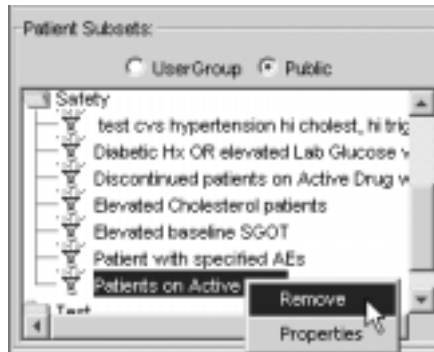 Patient Subsets:
UserGroup Public
Safety
test cvs hypertension hi cholest, hi trig
Diabetic Hx OR elevated Lab Glucose v
Discontinued patients on Active Drug w
Elevated Cholesterol patients
Elevated baseline SGOT
Patient with specified AEs
Patients on Active
Remove
Test
Properties